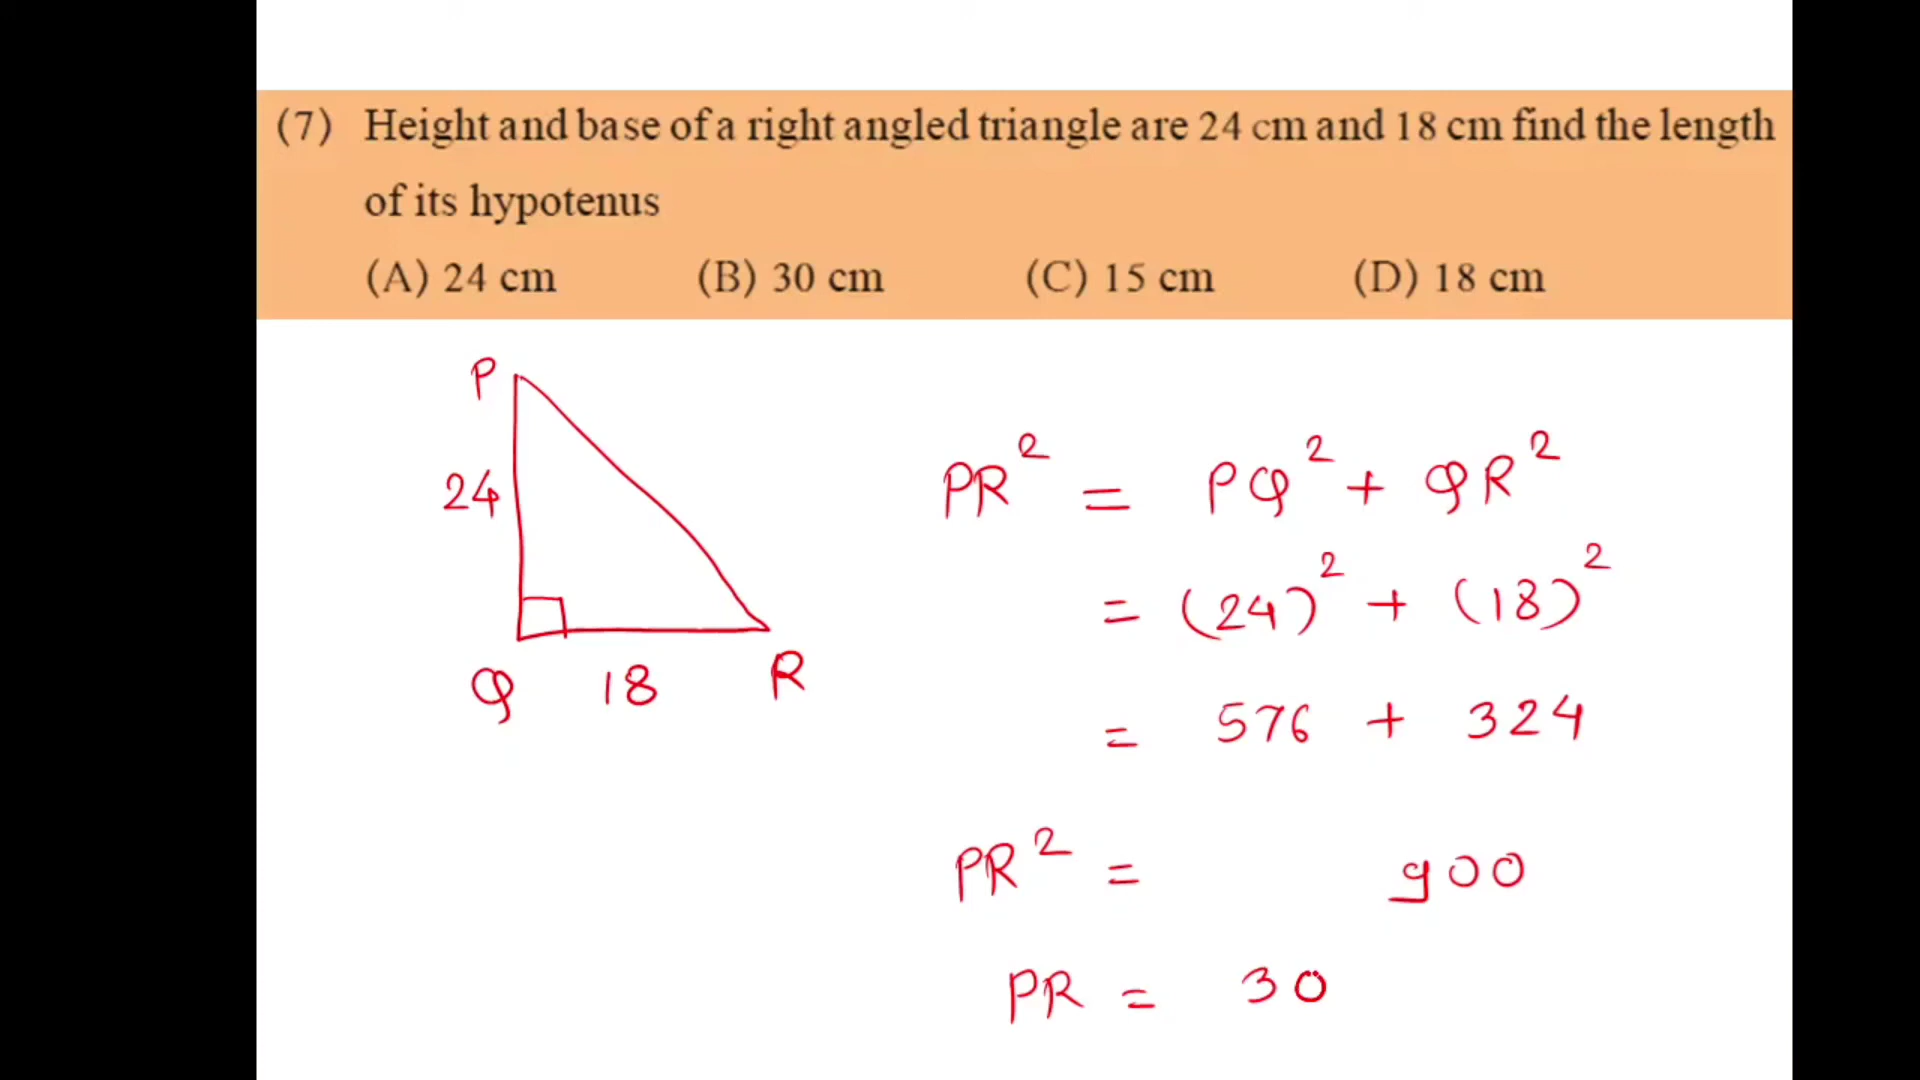 (7) Height and base of a right angled triangle are 24 cm and 18 cm find the length
of its hypotenus
(A) 24 cm (B) 30 cm (C) 15 cm (D) 18 cm
P
24
Q 18 R
PR² = PQ² + QR²
= (24)² + (18)²
= 576 + 324
PR² = 900
PR = 30